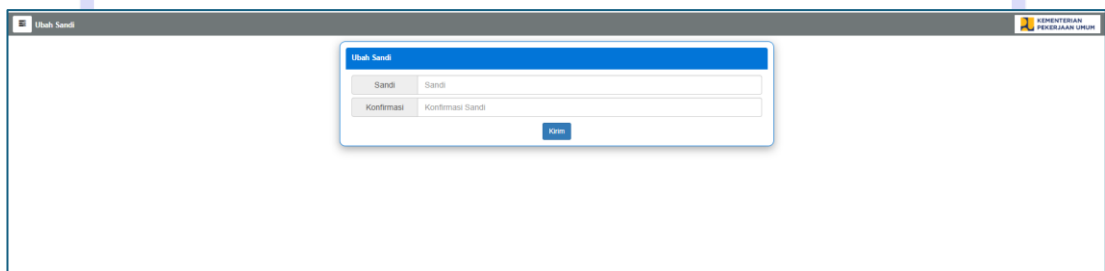 Ubah Sandi
KEMENTERIAN
PEKERJAAN UMUM
Ubah Sandi
Sandi Sandi
Konfirmasi Konfirmasi Sandi
Kirim